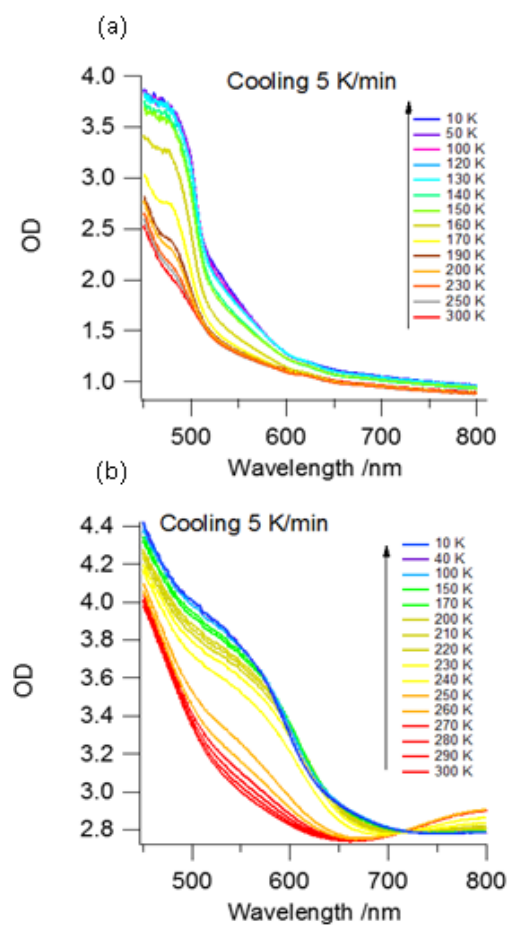 (a)
Cooling 5 K/min
4.0
3.5
3.0
2.5
2.0
1.5
1.0
OD
10 K
50 K
100 K
120 K
130 K
140 K
150 K
160 K
170 K
190 K
200 K
230 K
250 K
300 K
500 600 700 800
Wavelength /nm
(b)
Cooling 5 K/min
4.4
4.2
4.0
3.8
3.6
3.4
3.2
3.0
2.8
OD
10 K
40 K
100 K
150 K
170 K
200 K
210 K
220 K
230 K
240 K
250 K
260 K
270 K
280 K
290 K
300 K
500 600 700 800
Wavelength /nm